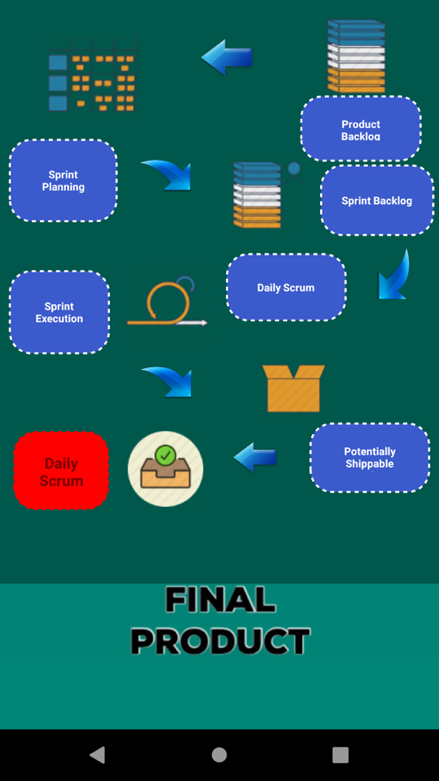 Product
Backlog
Sprint
Planning
Sprint Backlog
Daily Scrum
Sprint
Execution
Potentially
Shippable
Daily
Scrum
FINAL
PRODUCT